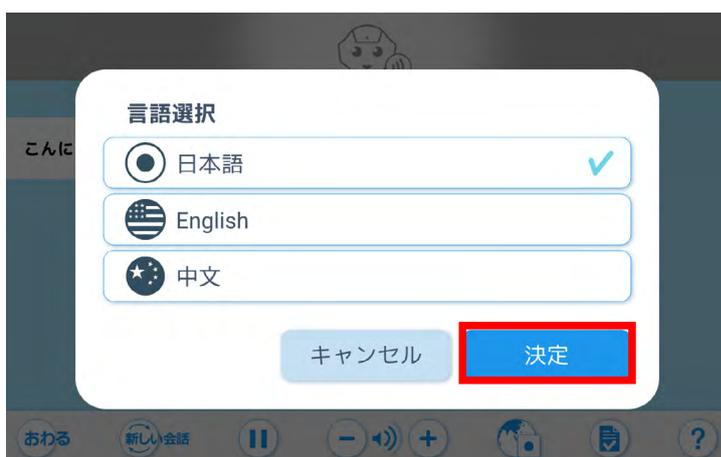 言語選択
こんに
日本語
English
中文
キャンセル 決定
おわる 新しい会話 ?